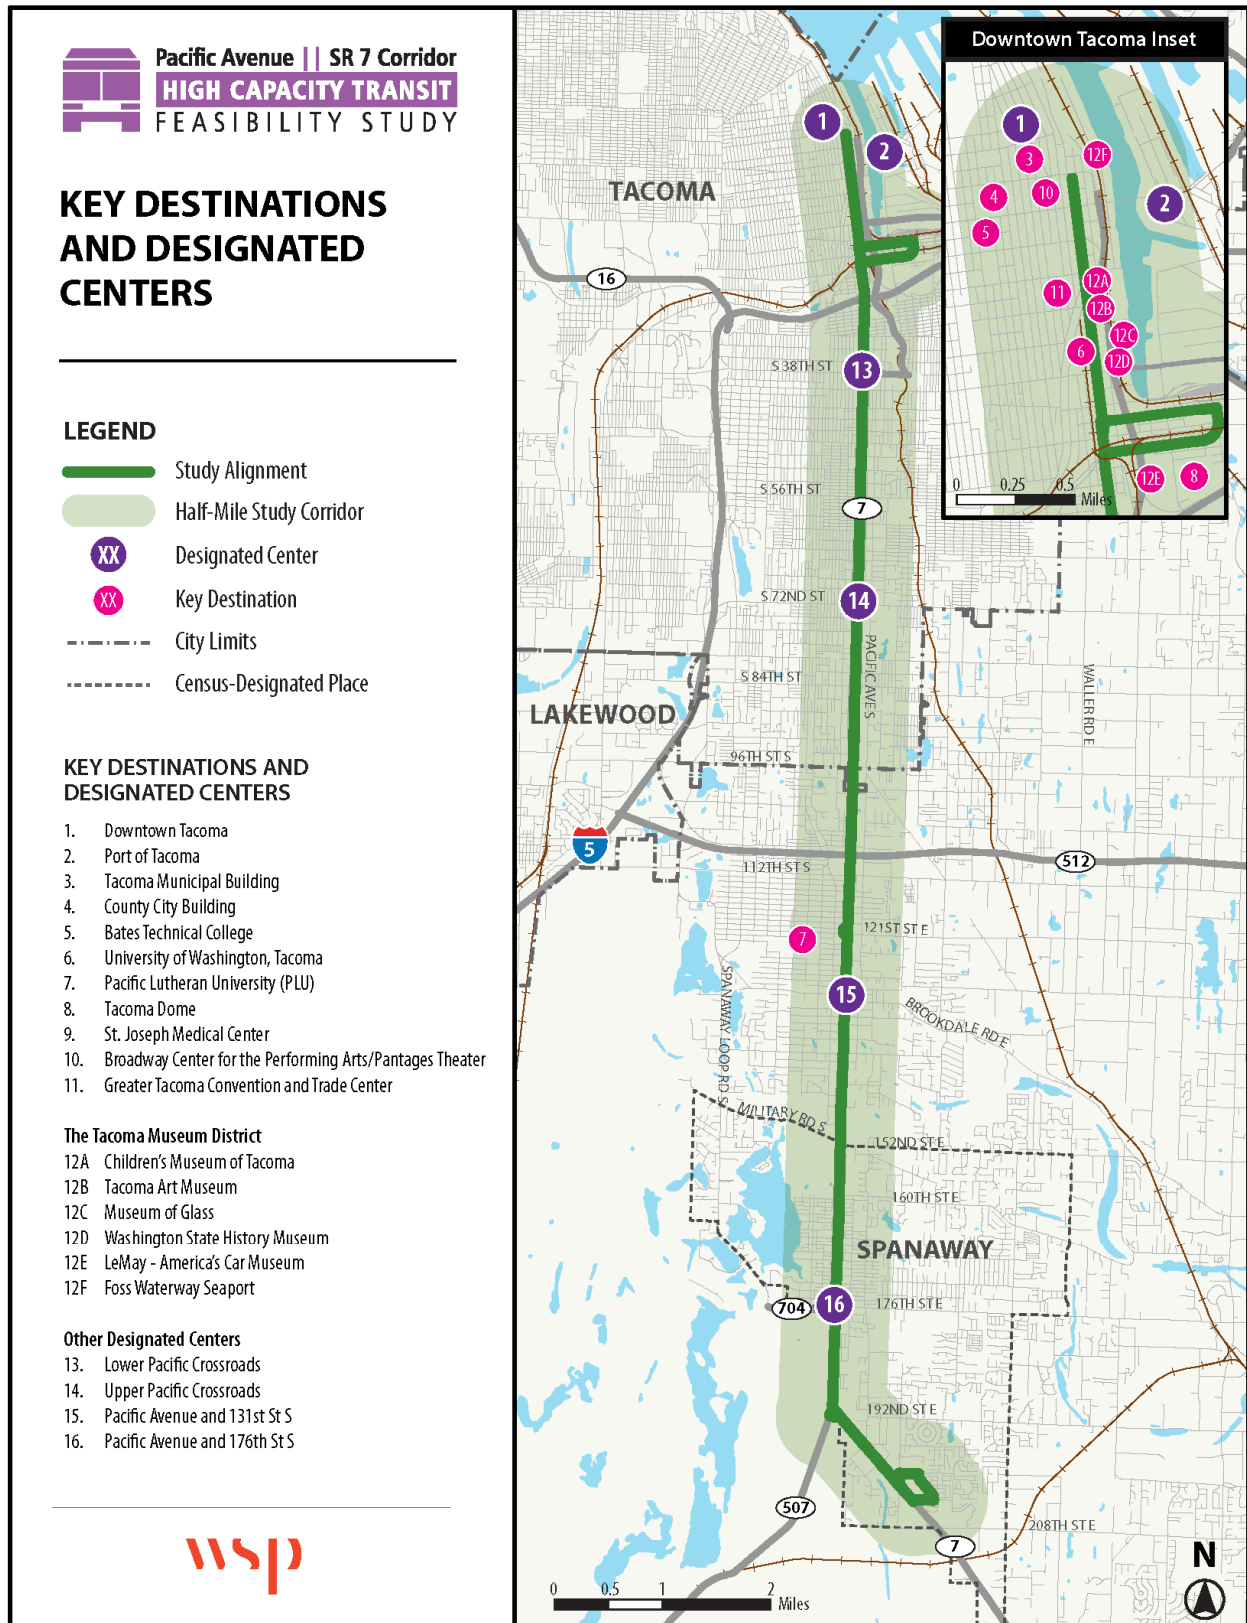 Pacific Avenue || SR 7 Corridor
HIGH CAPACITY TRANSIT
FEASIBILITY STUDY
KEY DESTINATIONS
AND DESIGNATED
CENTERS
LEGEND
Study Alignment
Half-Mile Study Corridor
XX Designated Center
XX Key Destination
City Limits
Census-Designated Place
KEY DESTINATIONS AND
DESIGNATED CENTERS
1. Downtown Tacoma
2. Port of Tacoma
3. Tacoma Municipal Building
4. County City Building
5. Bates Technical College
6. University of Washington, Tacoma
7. Pacific Lutheran University (PLU)
8. Tacoma Dome
9. St. Joseph Medical Center
10. Broadway Center for the Performing Arts/Pantages Theater
11. Greater Tacoma Convention and Trade Center
The Tacoma Museum District
12A Children's Museum of Tacoma
12B Tacoma Art Museum
12C Museum of Glass
12D Washington State History Museum
12E LeMay - America's Car Museum
12F Foss Waterway Seaport
Other Designated Centers
13. Lower Pacific Crossroads
14. Upper Pacific Crossroads
15. Pacific Avenue and 131st St S
16. Pacific Avenue and 176th St S
wsp
1
2
TACOMA
16
S 38TH ST
13
S 56TH ST
7
S 72ND ST
14
PACIFIC AVE S
WALLER RD E
S 84TH ST
LAKEWOOD
96TH ST S
5
112TH ST S
512
121ST ST E
7
15
SPANAWAY LOOP RD S
BROOKDALE RD E
MILITARY RD S
152ND ST E
160TH ST E
SPANAWAY
704
16
176TH ST E
192ND ST E
507
208TH ST E
7
0 0.5 1 2
Miles
N
Downtown Tacoma Inset
1
3
12F
4
10
2
5
12A
11
12B
12C
6
12D
12E
8
0 0.25 0.5
Miles